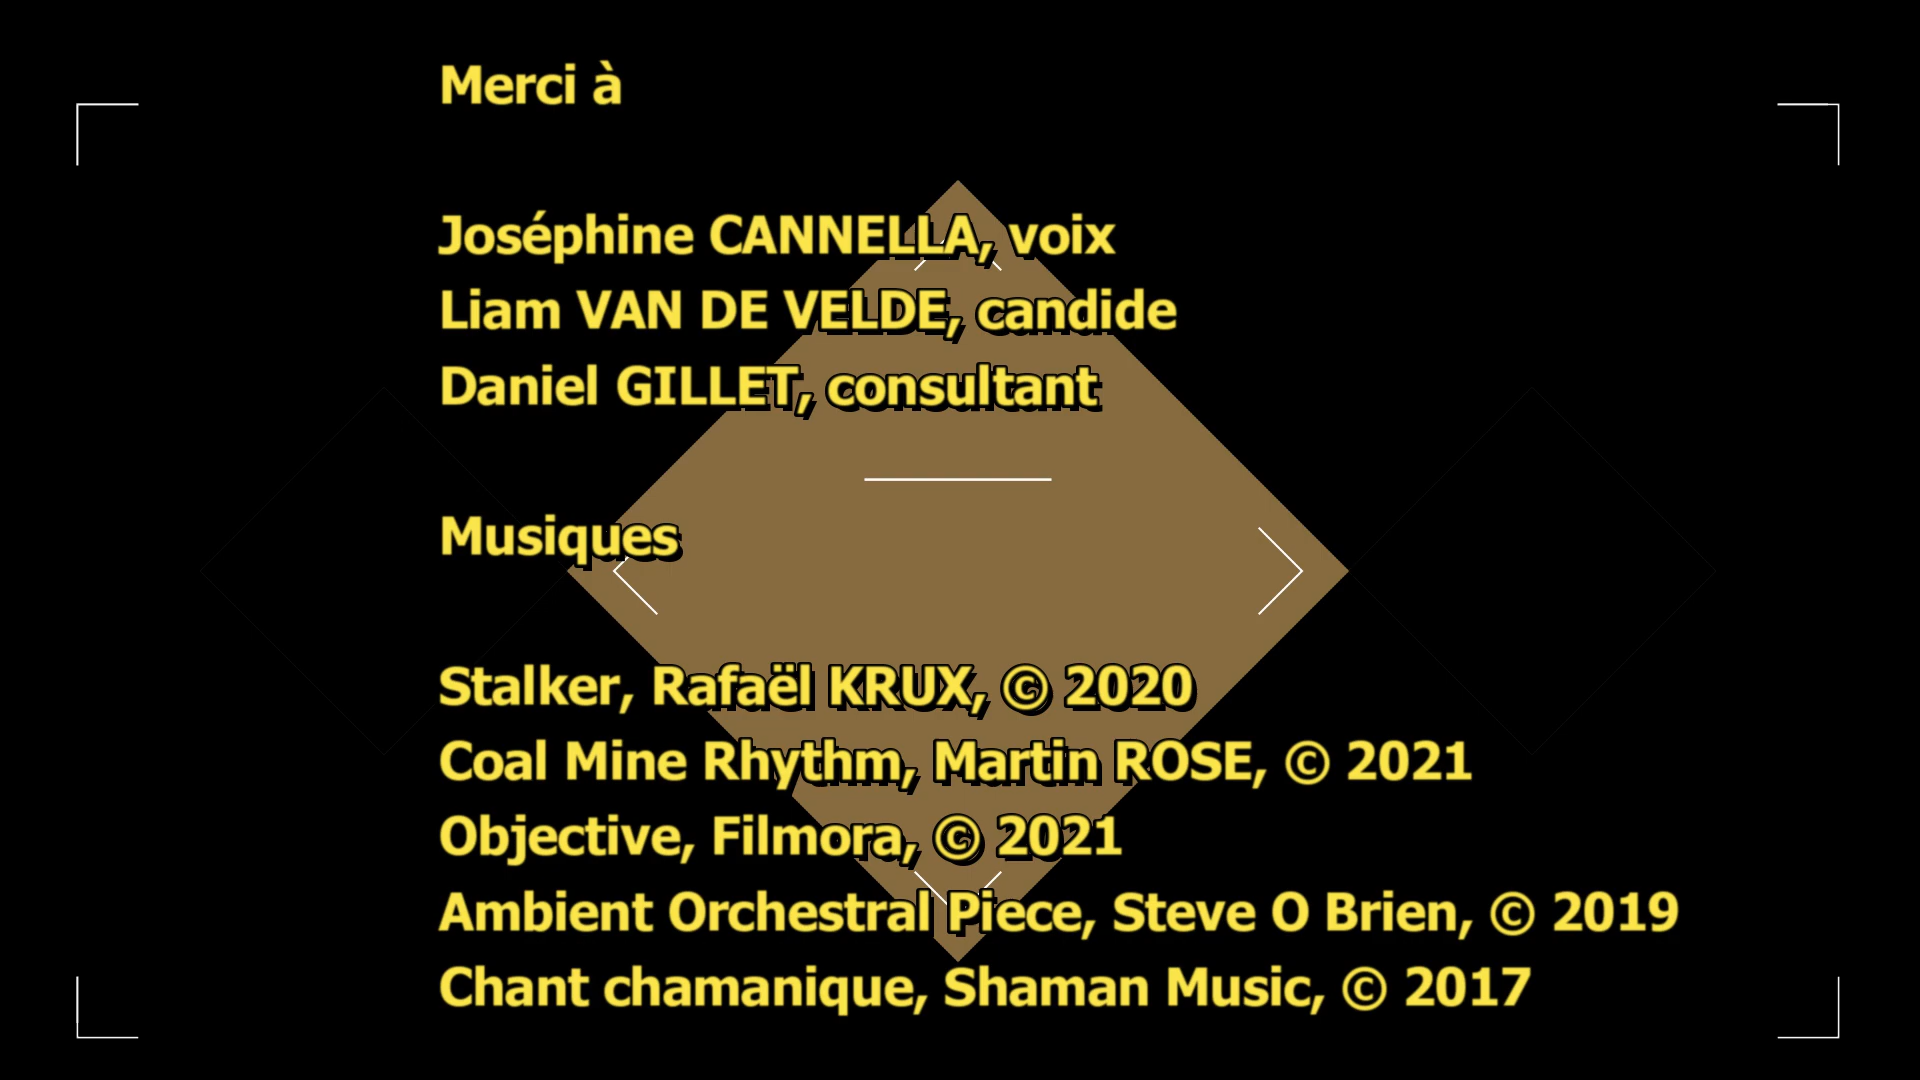 Merci à
Joséphine CANNELLA, voix
Liam VAN DE VELDE, candide
Daniel GILLET, consultant
Musiques
Stalker, Rafaël KRUX, © 2020
Coal Mine Rhythm, Martin ROSE, © 2021
Objective, Filmora, © 2021
Ambient Orchestral Piece, Steve O Brien, © 2019
Chant chamanique, Shaman Music, © 2017